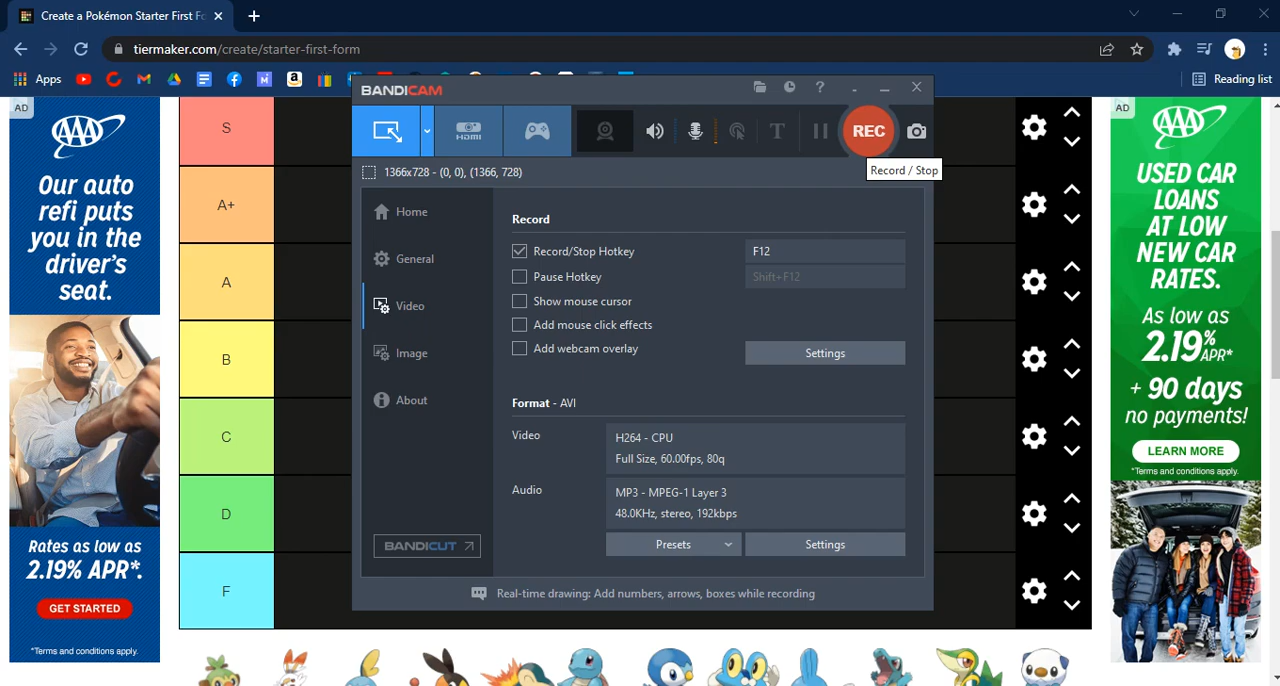 Create a Pokémon Starter First Fo
tiermaker.com/create/starter-first-form
Apps
Reading list
AD
AAA
Our auto
refi puts
you in the
driver's
seat.
Rates as low as
2.19% APR*.
GET STARTED
*Terms and conditions apply.
S
A+
A
B
C
D
F
BANDICAM
HDMI
T
REC
Record / Stop
1366x728 - (0, 0), (1366, 728)
Home
General
Video
Image
About
BANDICUT
Record
Record/Stop Hotkey
F12
Pause Hotkey
Shift+F12
Show mouse cursor
Add mouse click effects
Add webcam overlay
Settings
Format - AVI
Video
H264 - CPU
Full Size, 60.00fps, 80q
Audio
MP3 - MPEG-1 Layer 3
48.0KHz, stereo, 192kbps
Presets
Settings
Real-time drawing: Add numbers, arrows, boxes while recording
AD
AAA
USED CAR
LOANS
AT LOW
NEW CAR
RATES.
As low as
2.19% APR*
+ 90 days
no payments!
LEARN MORE
*Terms and conditions apply.